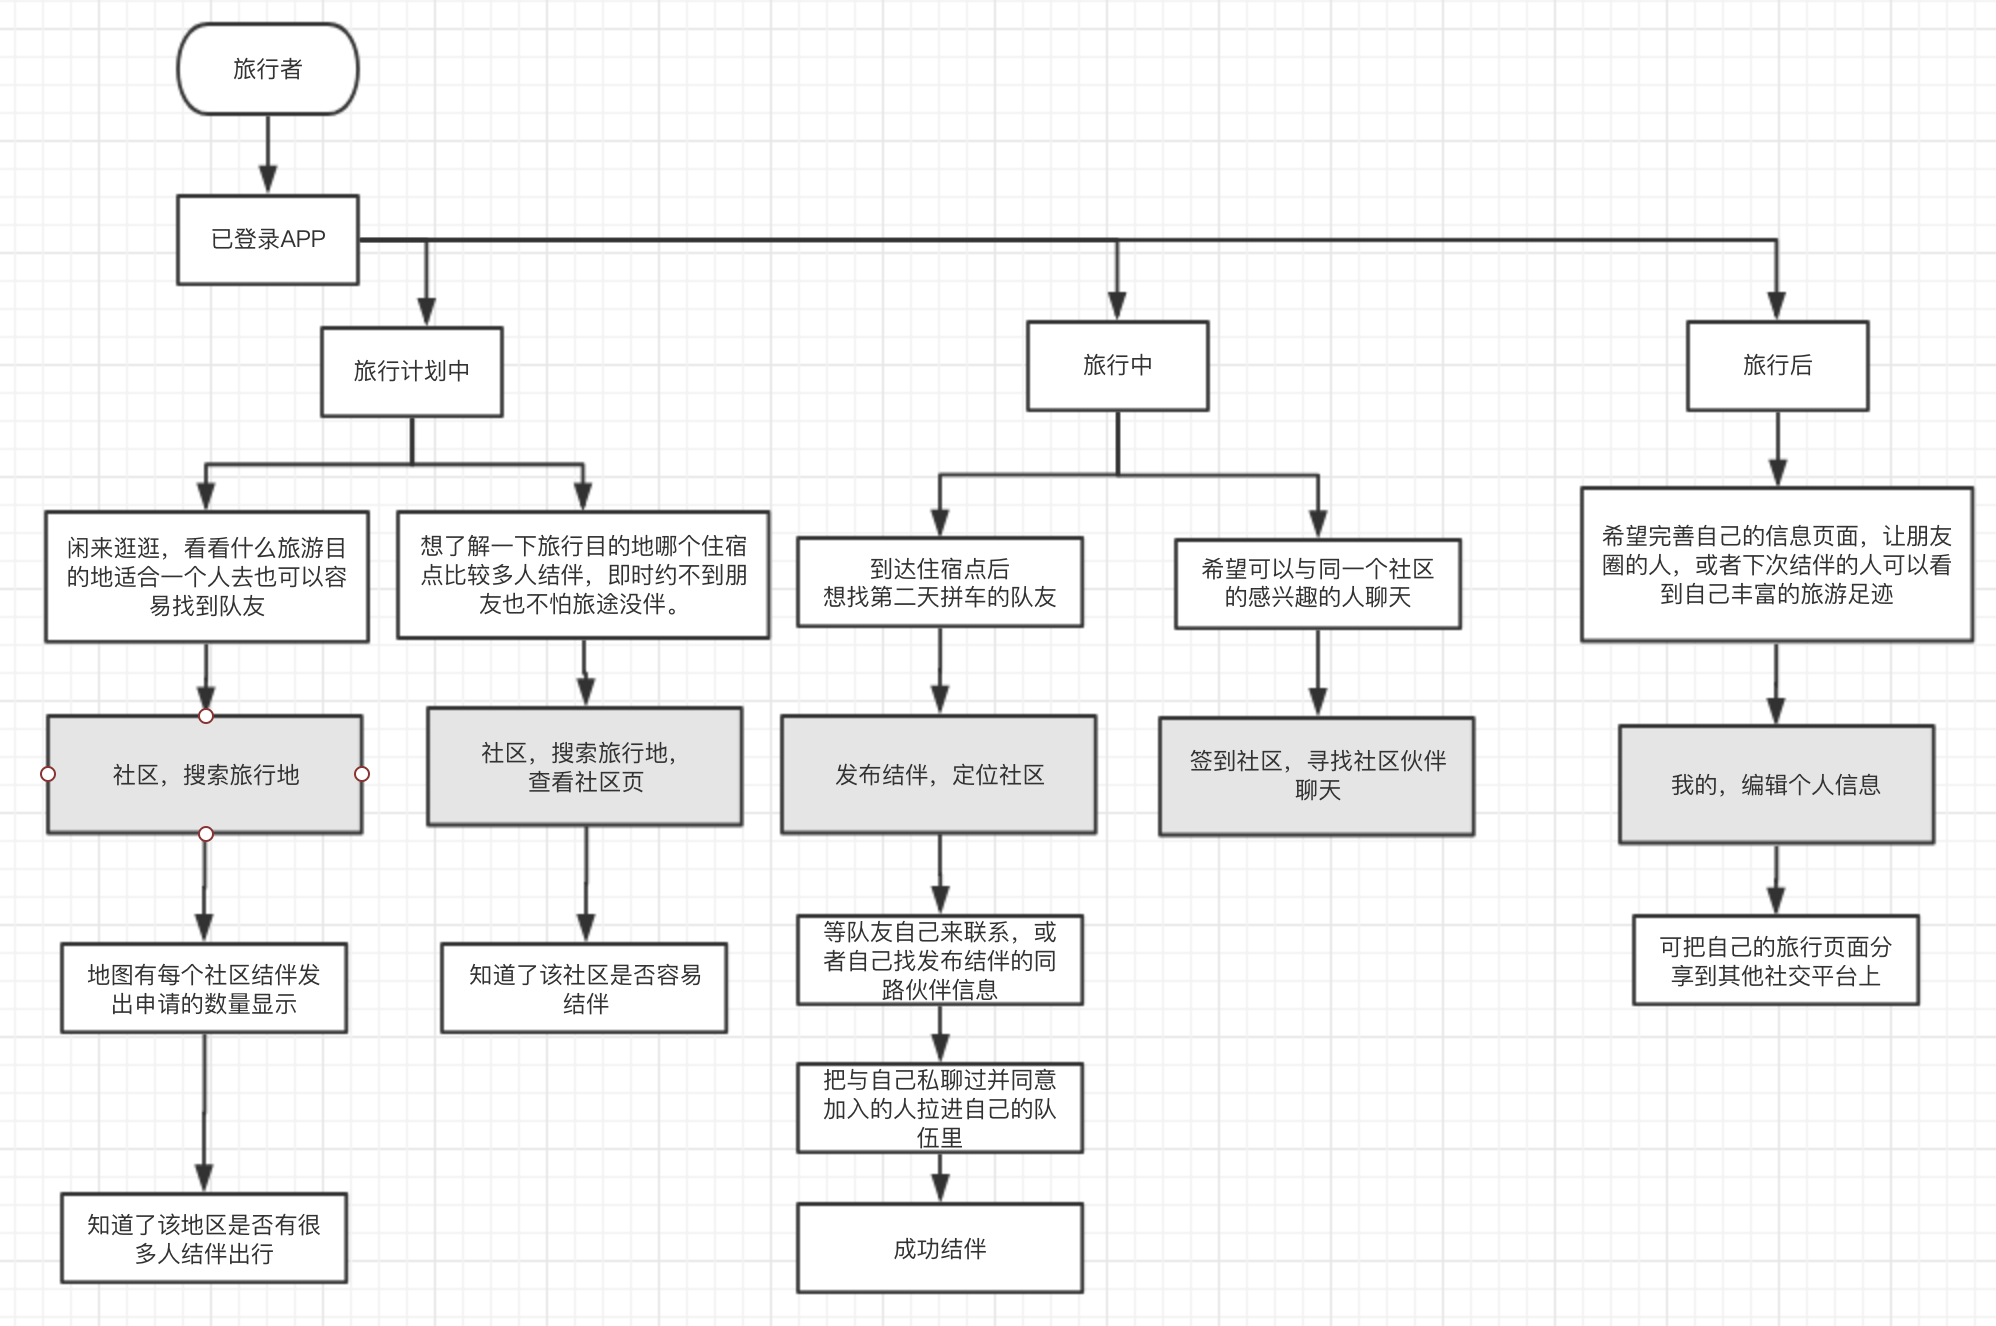 旅行者
已登录APP
旅行计划中
旅行中
旅行后
闲来逛逛，看看什么旅游目
的地适合一个人去也可以容
易找到队友
想了解一下旅行目的地哪个住宿
点比较多人结伴，即时约不到朋
友也不怕旅途没伴。
到达住宿点后
想找第二天拼车的队友
希望可以与同一个社区
的感兴趣的人聊天
希望完善自己的信息页面，让朋友
圈的人，或者下次结伴的人可以看
到自己丰富的旅游足迹
社区，搜索旅行地
社区，搜索旅行地，
查看社区页
发布结伴，定位社区
签到社区，寻找社区伙伴
聊天
我的，编辑个人信息
地图有每个社区结伴发
出申请的数量显示
知道了该社区是否容易
结伴
等队友自己来联系，或
者自己找发布结伴的同
路伙伴信息
可把自己的旅行页面分
享到其他社交平台上
把与自己私聊过并同意
加入的人拉进自己的队
伍里
知道了该地区是否有很
多人结伴出行
成功结伴